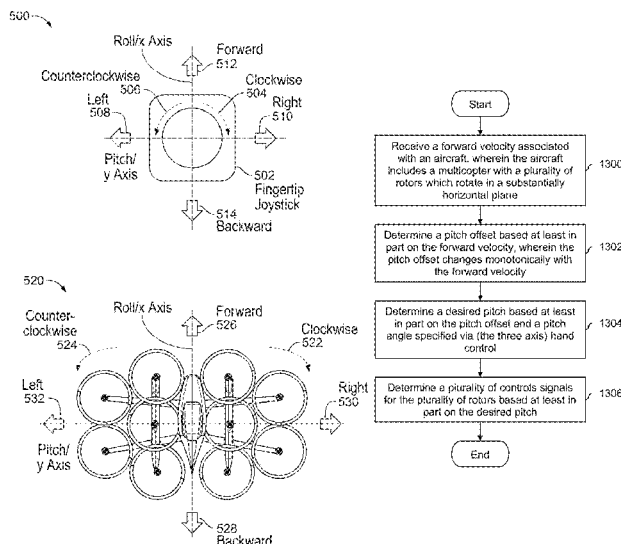 500
Roll/x Axis
Forward
512
Counterclockwise
506
Clockwise
504
Left
508
Right
510
Pitch/
y Axis
502
Fingertip
Joystick
514
Backward
520
Roll/x Axis
Forward
526
Counter-
clockwise
524
Clockwise
522
Left
532
Right
530
Pitch/
y Axis
528
Backward
Start
Receive a forward velocity associated
with an aircraft, wherein the aircraft
includes a multicopter with a plurality of
rotors which rotate in a substantially
horizontal plane
1300
Determine a pitch offset based at least in
part on the forward velocity, wherein the
pitch offset changes monotonically with
the forward velocity
1302
Determine a desired pitch based at least
in part on the pitch offset and a pitch
angle specified via (the three axis) hand
control
1304
Determine a plurality of controls signals
for the plurality of rotors based at least in
part on the desired pitch
1306
End